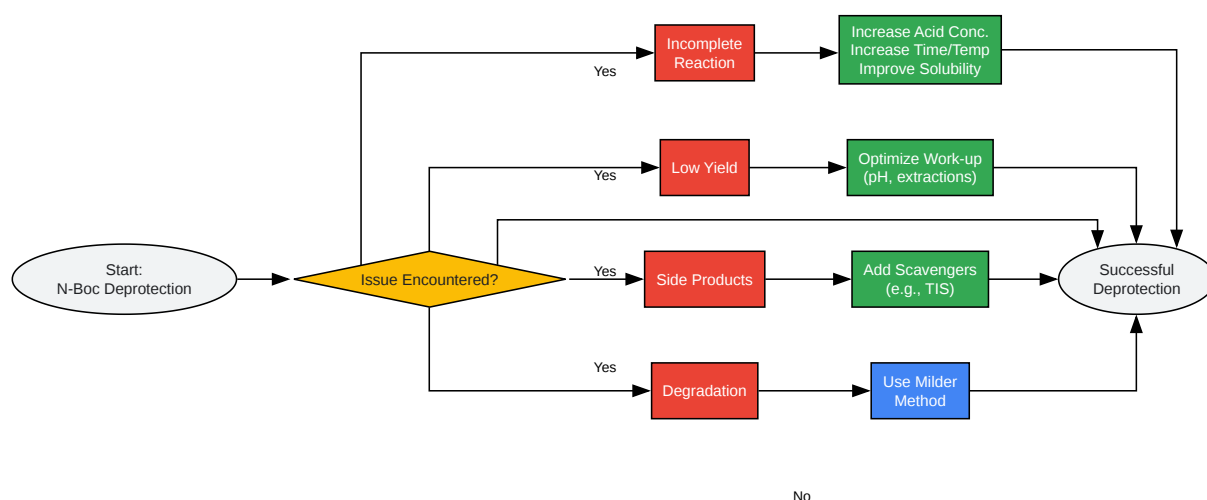 Start:
N-Boc Deprotection
Issue Encountered?
Yes
Incomplete
Reaction
Increase Acid Conc.
Increase Time/Temp
Improve Solubility
Yes
Low Yield
Optimize Work-up
(pH, extractions)
Yes
Side Products
Add Scavengers
(e.g., TIS)
Yes
Degradation
Use Milder
Method
Successful
Deprotection
No